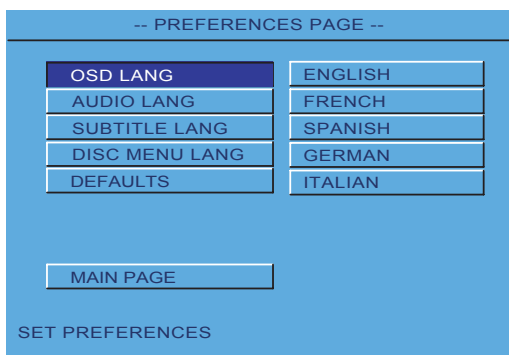 -- PREFERENCES PAGE --
OSD LANG
AUDIO LANG
SUBTITLE LANG
DISC MENU LANG
DEFAULTS
ENGLISH
FRENCH
SPANISH
GERMAN
ITALIAN
MAIN PAGE
SET PREFERENCES